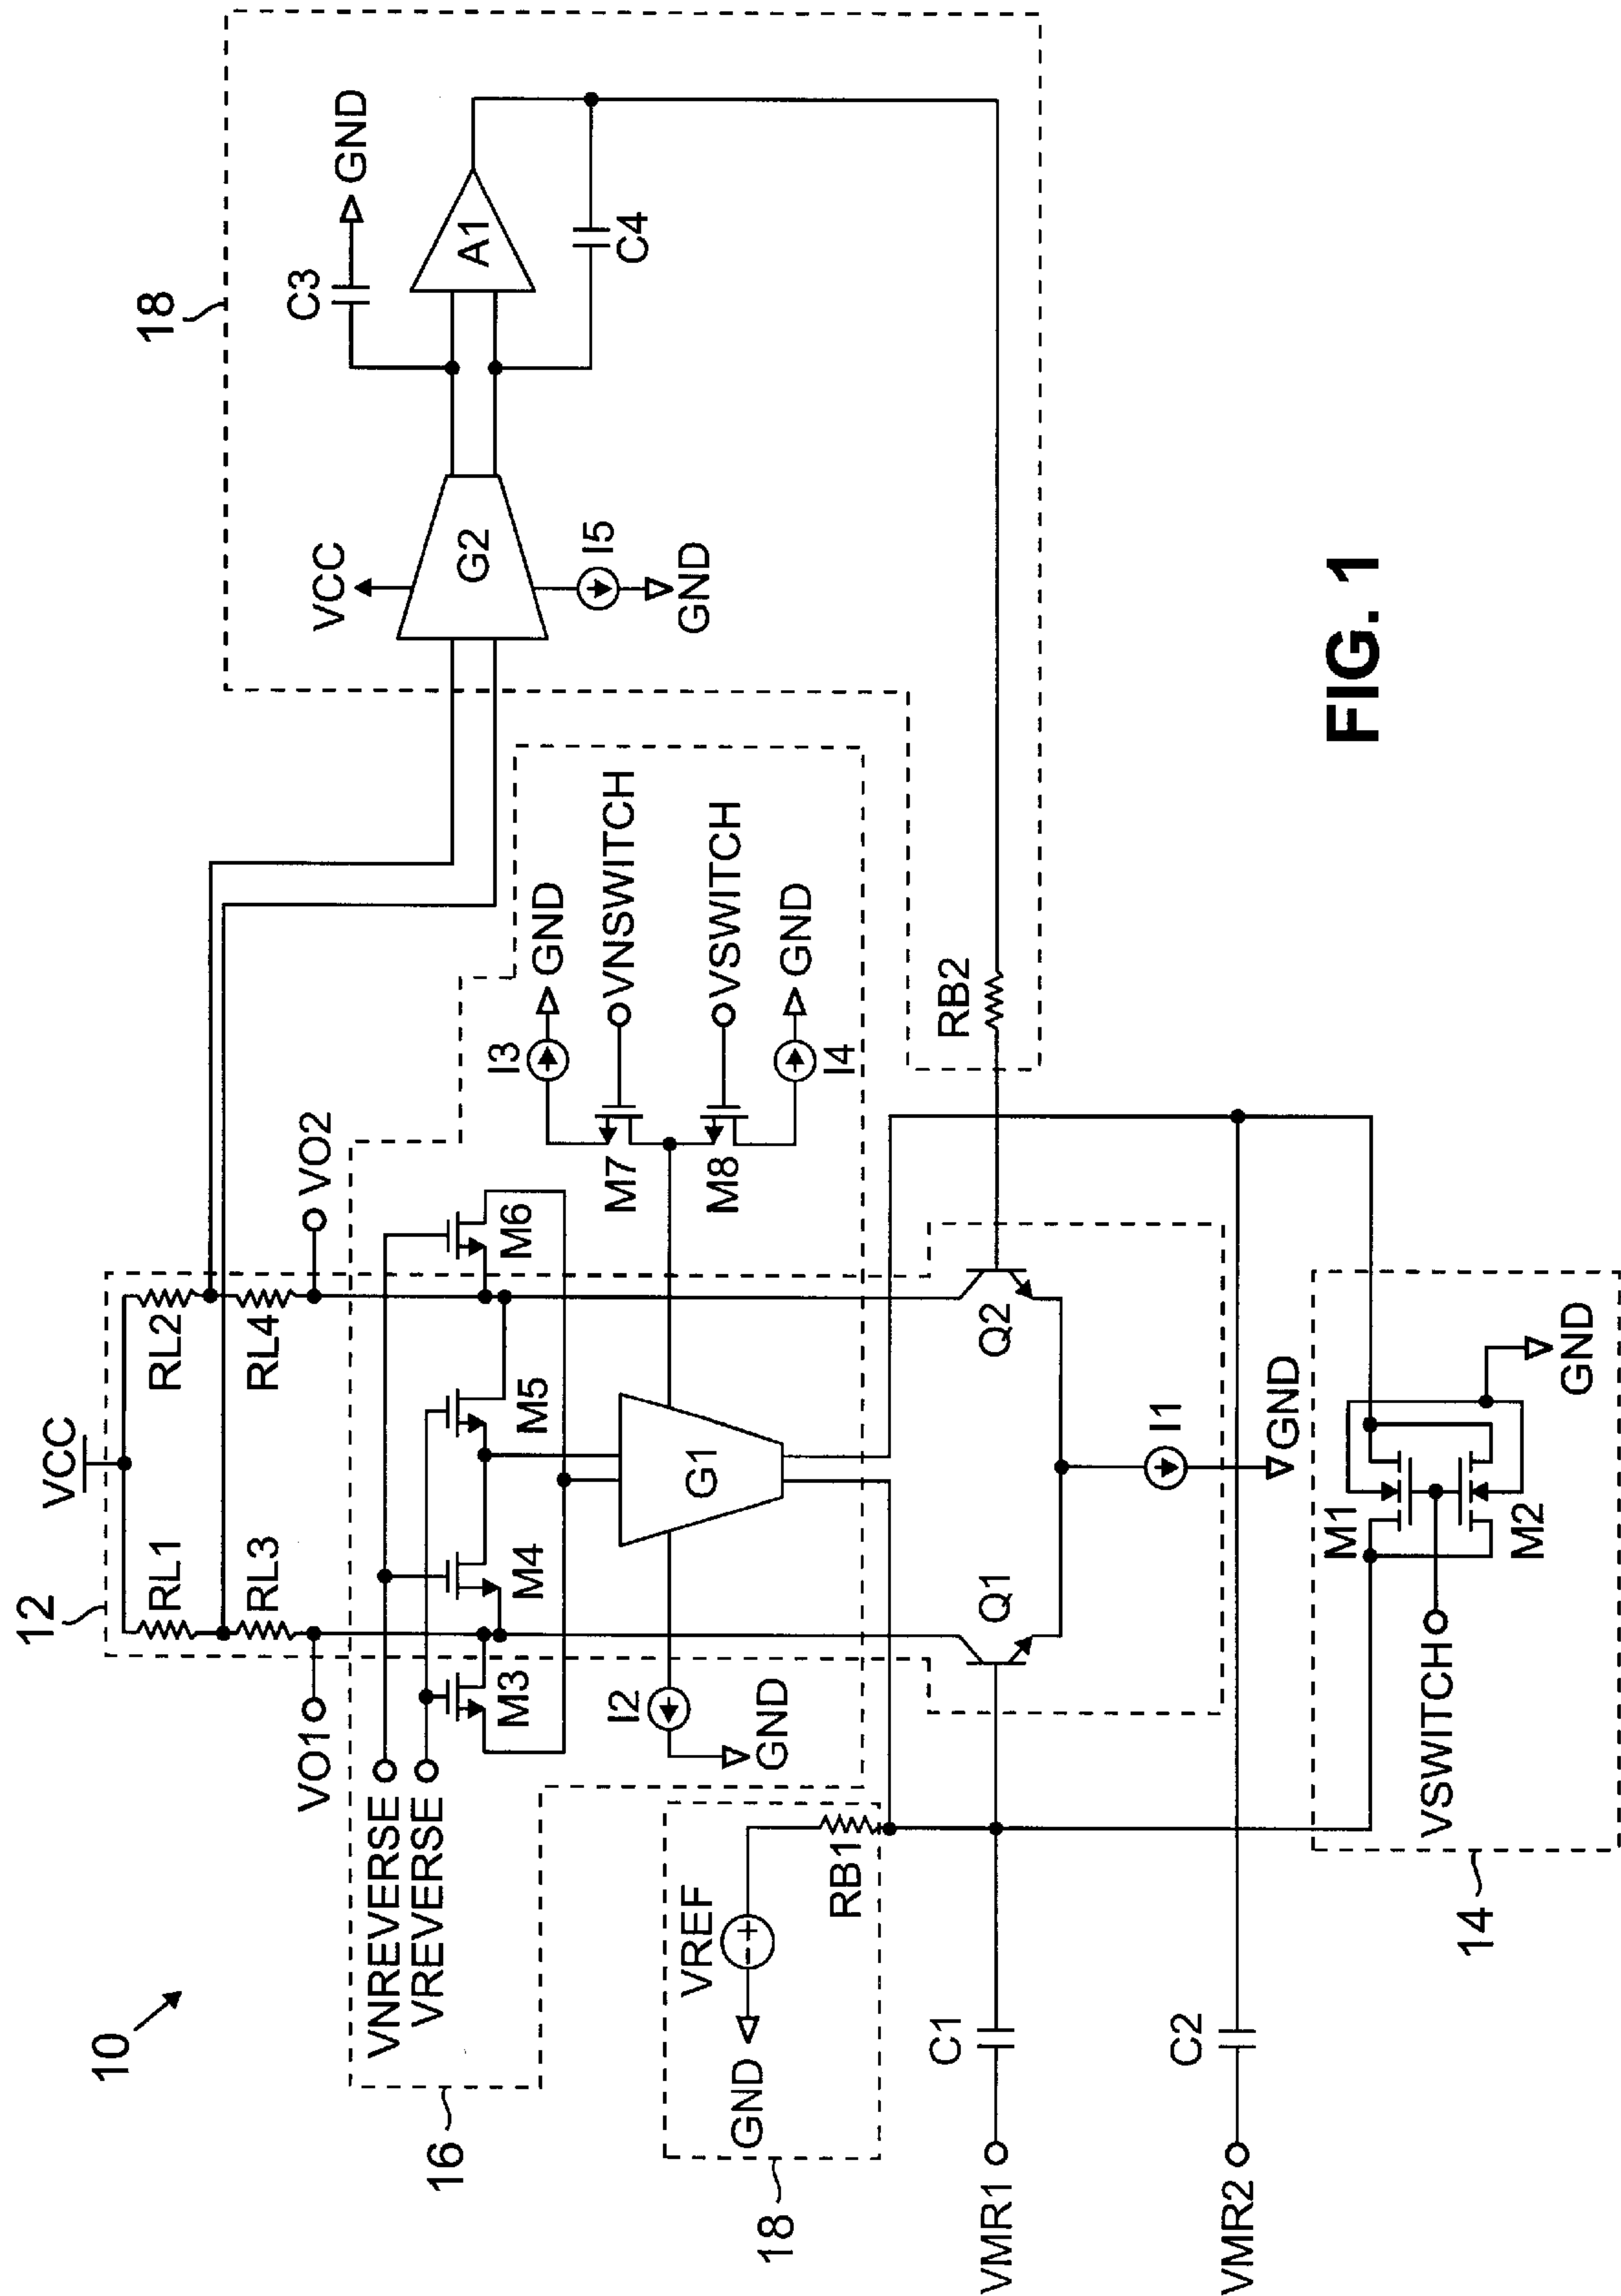 10
12
VCC
RL1
RL2
RL3
RL4
VO1
VO2
18
C3
GND
VCC
G2
A1
I5
GND
C4
16
VNREVERSE
VREVERSE
M3
M4
M5
M6
I3
GND
M7
VNSWITCH
M8
VSWITCH
I4
GND
G1
I2
GND
18
VREF
GND
RB1
RB2
Q1
Q2
I1
GND
VMR1
C1
VMR2
C2
14
M1
M2
VSWITCH
GND
FIG. 1